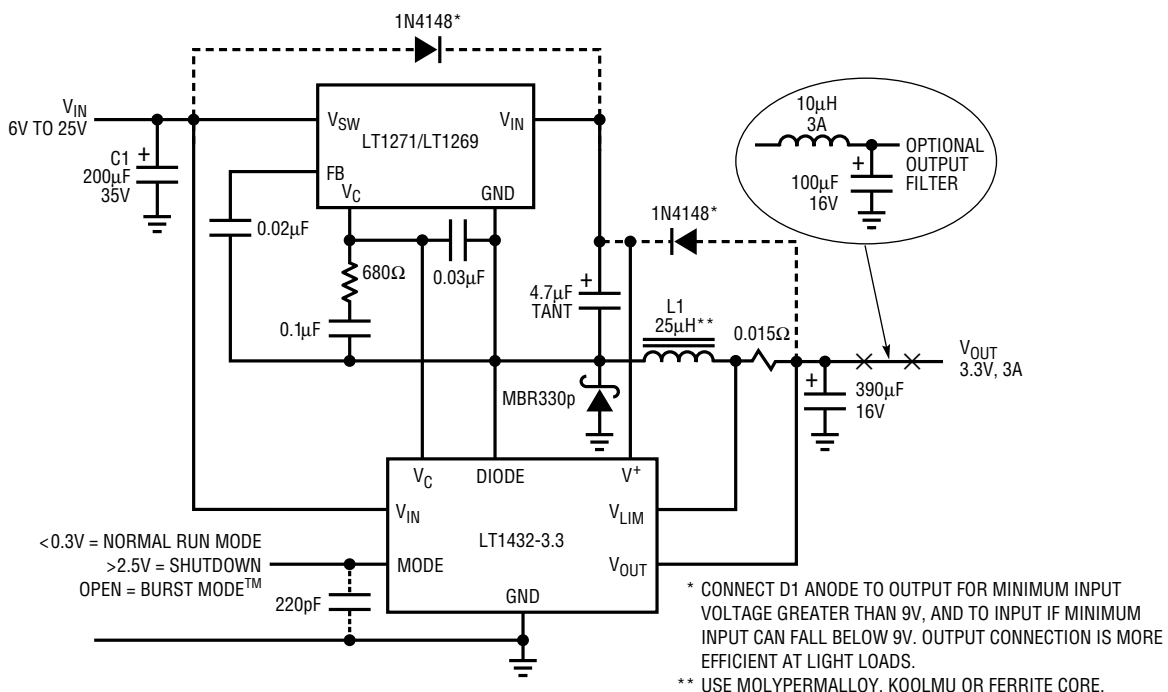 1N4148*
V_IN
6V TO 25V
C1
200µF
35V
+
V_SW
V_IN
LT1271/LT1269
FB
V_C
GND
0.02µF
680Ω
0.03µF
0.1µF
1N4148*
+
4.7µF
TANT
10µH
3A
+
100µF
16V
OPTIONAL
OUTPUT
FILTER
L1
25µH**
0.015Ω
MBR330p
+
390µF
16V
V_OUT
3.3V, 3A
V_C
DIODE
V+
V_IN
V_LIM
LT1432-3.3
MODE
V_OUT
GND
<0.3V = NORMAL RUN MODE
>2.5V = SHUTDOWN
OPEN = BURST MODE™
220pF
* CONNECT D1 ANODE TO OUTPUT FOR MINIMUM INPUT
VOLTAGE GREATER THAN 9V, AND TO INPUT IF MINIMUM
INPUT CAN FALL BELOW 9V. OUTPUT CONNECTION IS MORE
EFFICIENT AT LIGHT LOADS.
** USE MOLYPERMALLOY, KOOLMU OR FERRITE CORE.